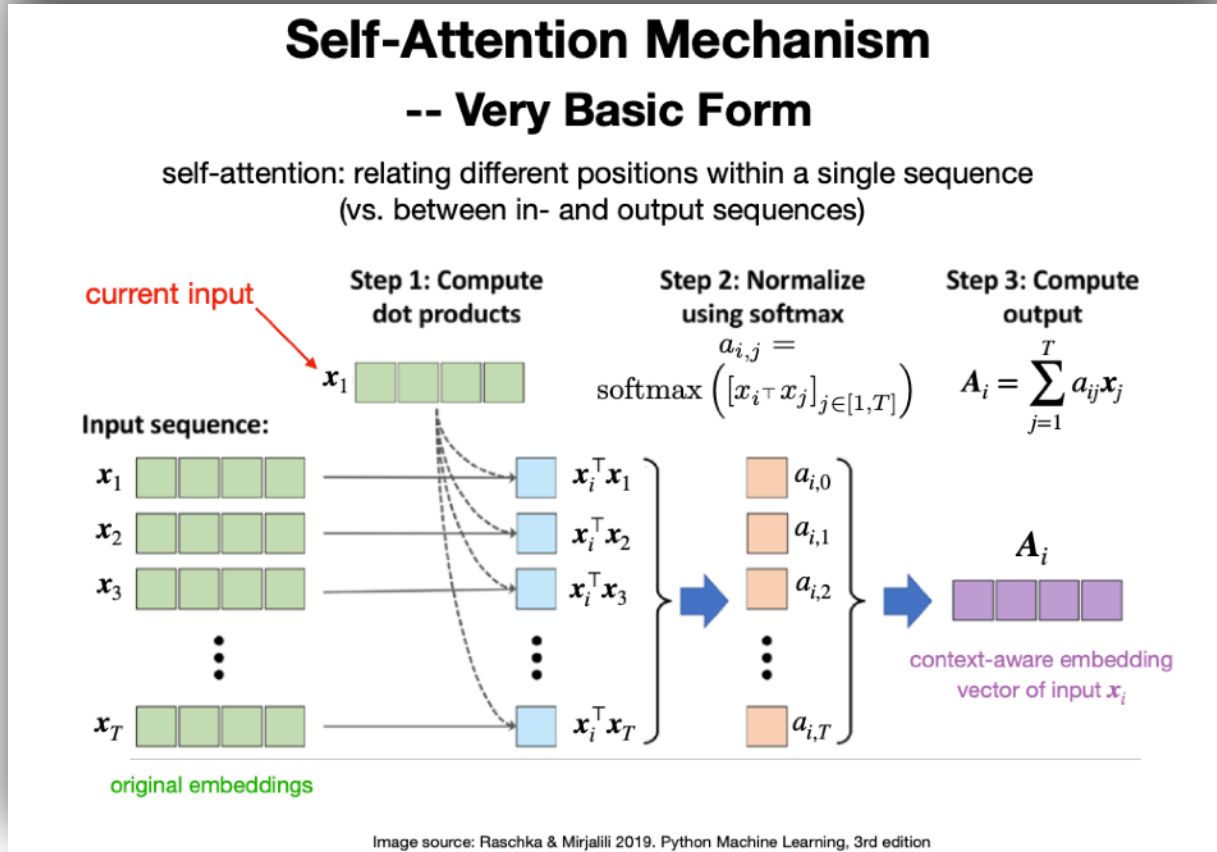 Self-Attention Mechanism
-- Very Basic Form
self-attention: relating different positions within a single sequence
(vs. between in- and output sequences)
current input
Step 1: Compute
dot products
Step 2: Normalize
using softmax
Step 3: Compute
output
x₁
a_{i,j} =
softmax ([x_{i⊤} x_j]_{j∈[1,T]})
A_i = ∑_{j=1}^{T} a_{ij}x_j
Input sequence:
x₁ x_i^⊤ x₁ a_{i,0}
x₂ x_i^⊤ x₂ a_{i,1}
x₃ x_i^⊤ x₃ a_{i,2}
A_i
context-aware embedding
vector of input x_i
x_T x_i^⊤ x_T a_{i,T}
original embeddings
Image source: Raschka & Mirjalili 2019. Python Machine Learning, 3rd edition